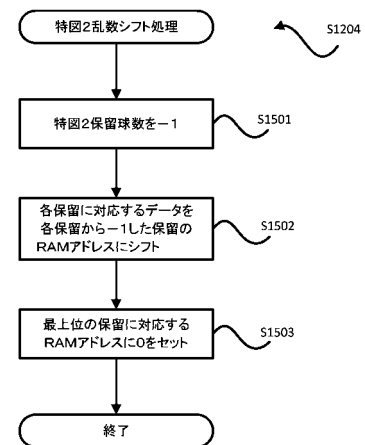 特図2乱数シフト処理
S1204
特図2保留球数を－1
S1501
各保留に対応するデータを
各保留から－1した保留の
RAMアドレスにシフト
S1502
最上位の保留に対応する
RAMアドレスに0をセット
S1503
終了